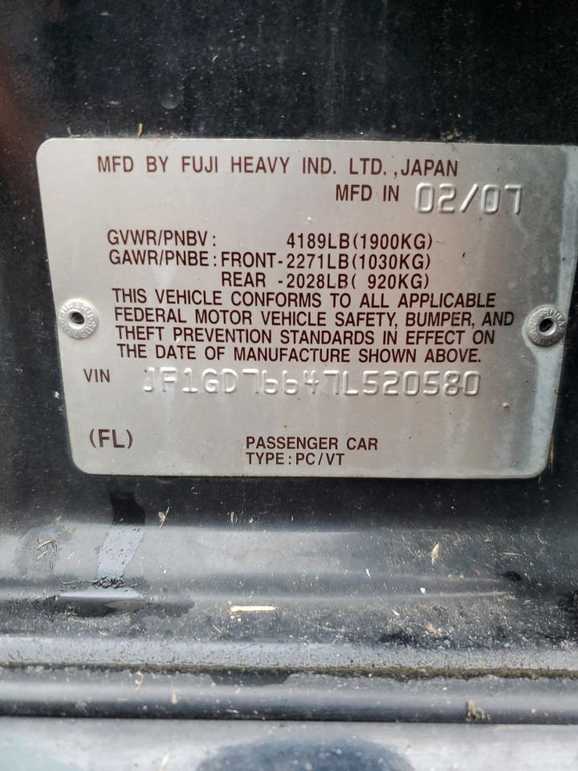 MFD BY FUJI HEAVY IND. LTD.,JAPAN
MFD IN 02/07
GVWR/PNBV: 4189LB(1900KG)
GAWR/PNBE:FRONT-2271LB(1030KG)
REAR -2028LB( 920KG)
THIS VEHICLE CONFORMS TO ALL APPLICABLE
FEDERAL MOTOR VEHICLE SAFETY, BUMPER, AND
THEFT PREVENTION STANDARDS IN EFFECT ON
THE DATE OF MANUFACTURE SHOWN ABOVE.
VIN JF1GD76647L520580
(FL) PASSENGER CAR
TYPE:PC/VT